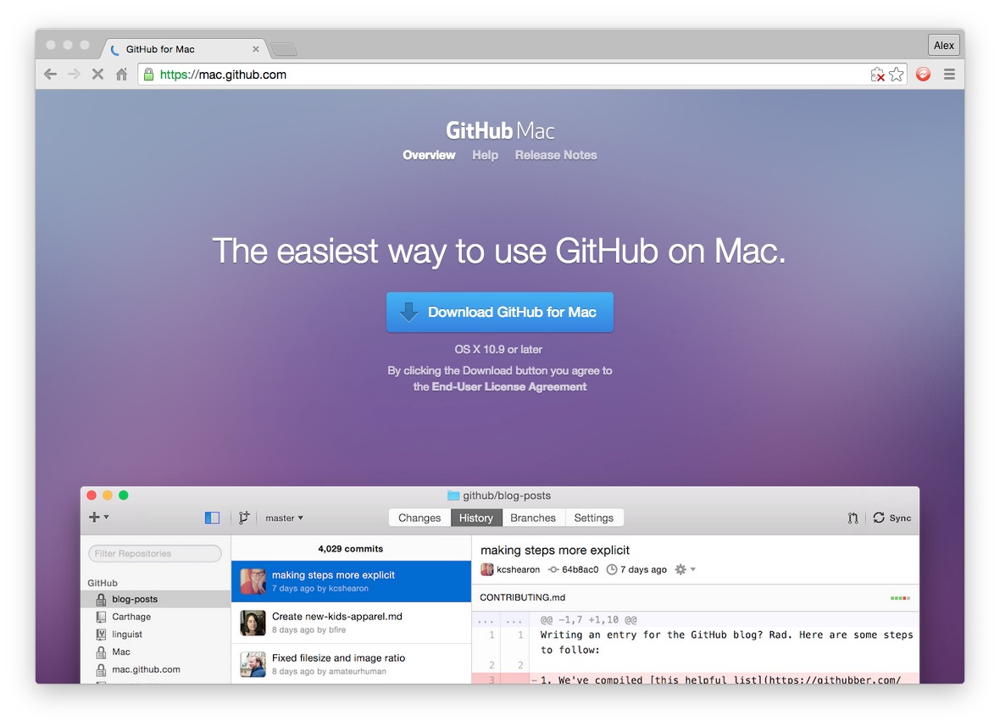 GitHub for Mac
Alex
https://mac.github.com
GitHub Mac
Overview Help Release Notes
The easiest way to use GitHub on Mac.
Download GitHub for Mac
OS X 10.9 or later
By clicking the Download button you agree to
the End-User License Agreement
github/blog-posts
master Changes History Branches Settings Sync
Filter Repositories
GitHub
blog-posts
Carthage
linguist
Mac
mac.github.com
4,029 commits
making steps more explicit
7 days ago by kcshearon
Create new-kids-apparel.md
8 days ago by bfire
Fixed filesize and image ratio
8 days ago by amateurhuman
making steps more explicit
kcshearon 64b8ac0 7 days ago
CONTRIBUTING.md
... ... @@ -1,7 +1,10 @@
1 1 Writing an entry for the GitHub blog? Rad. Here are some steps
to follow:
2 2
3 -1. We've compiled [this helpful list](https://githubber.com/